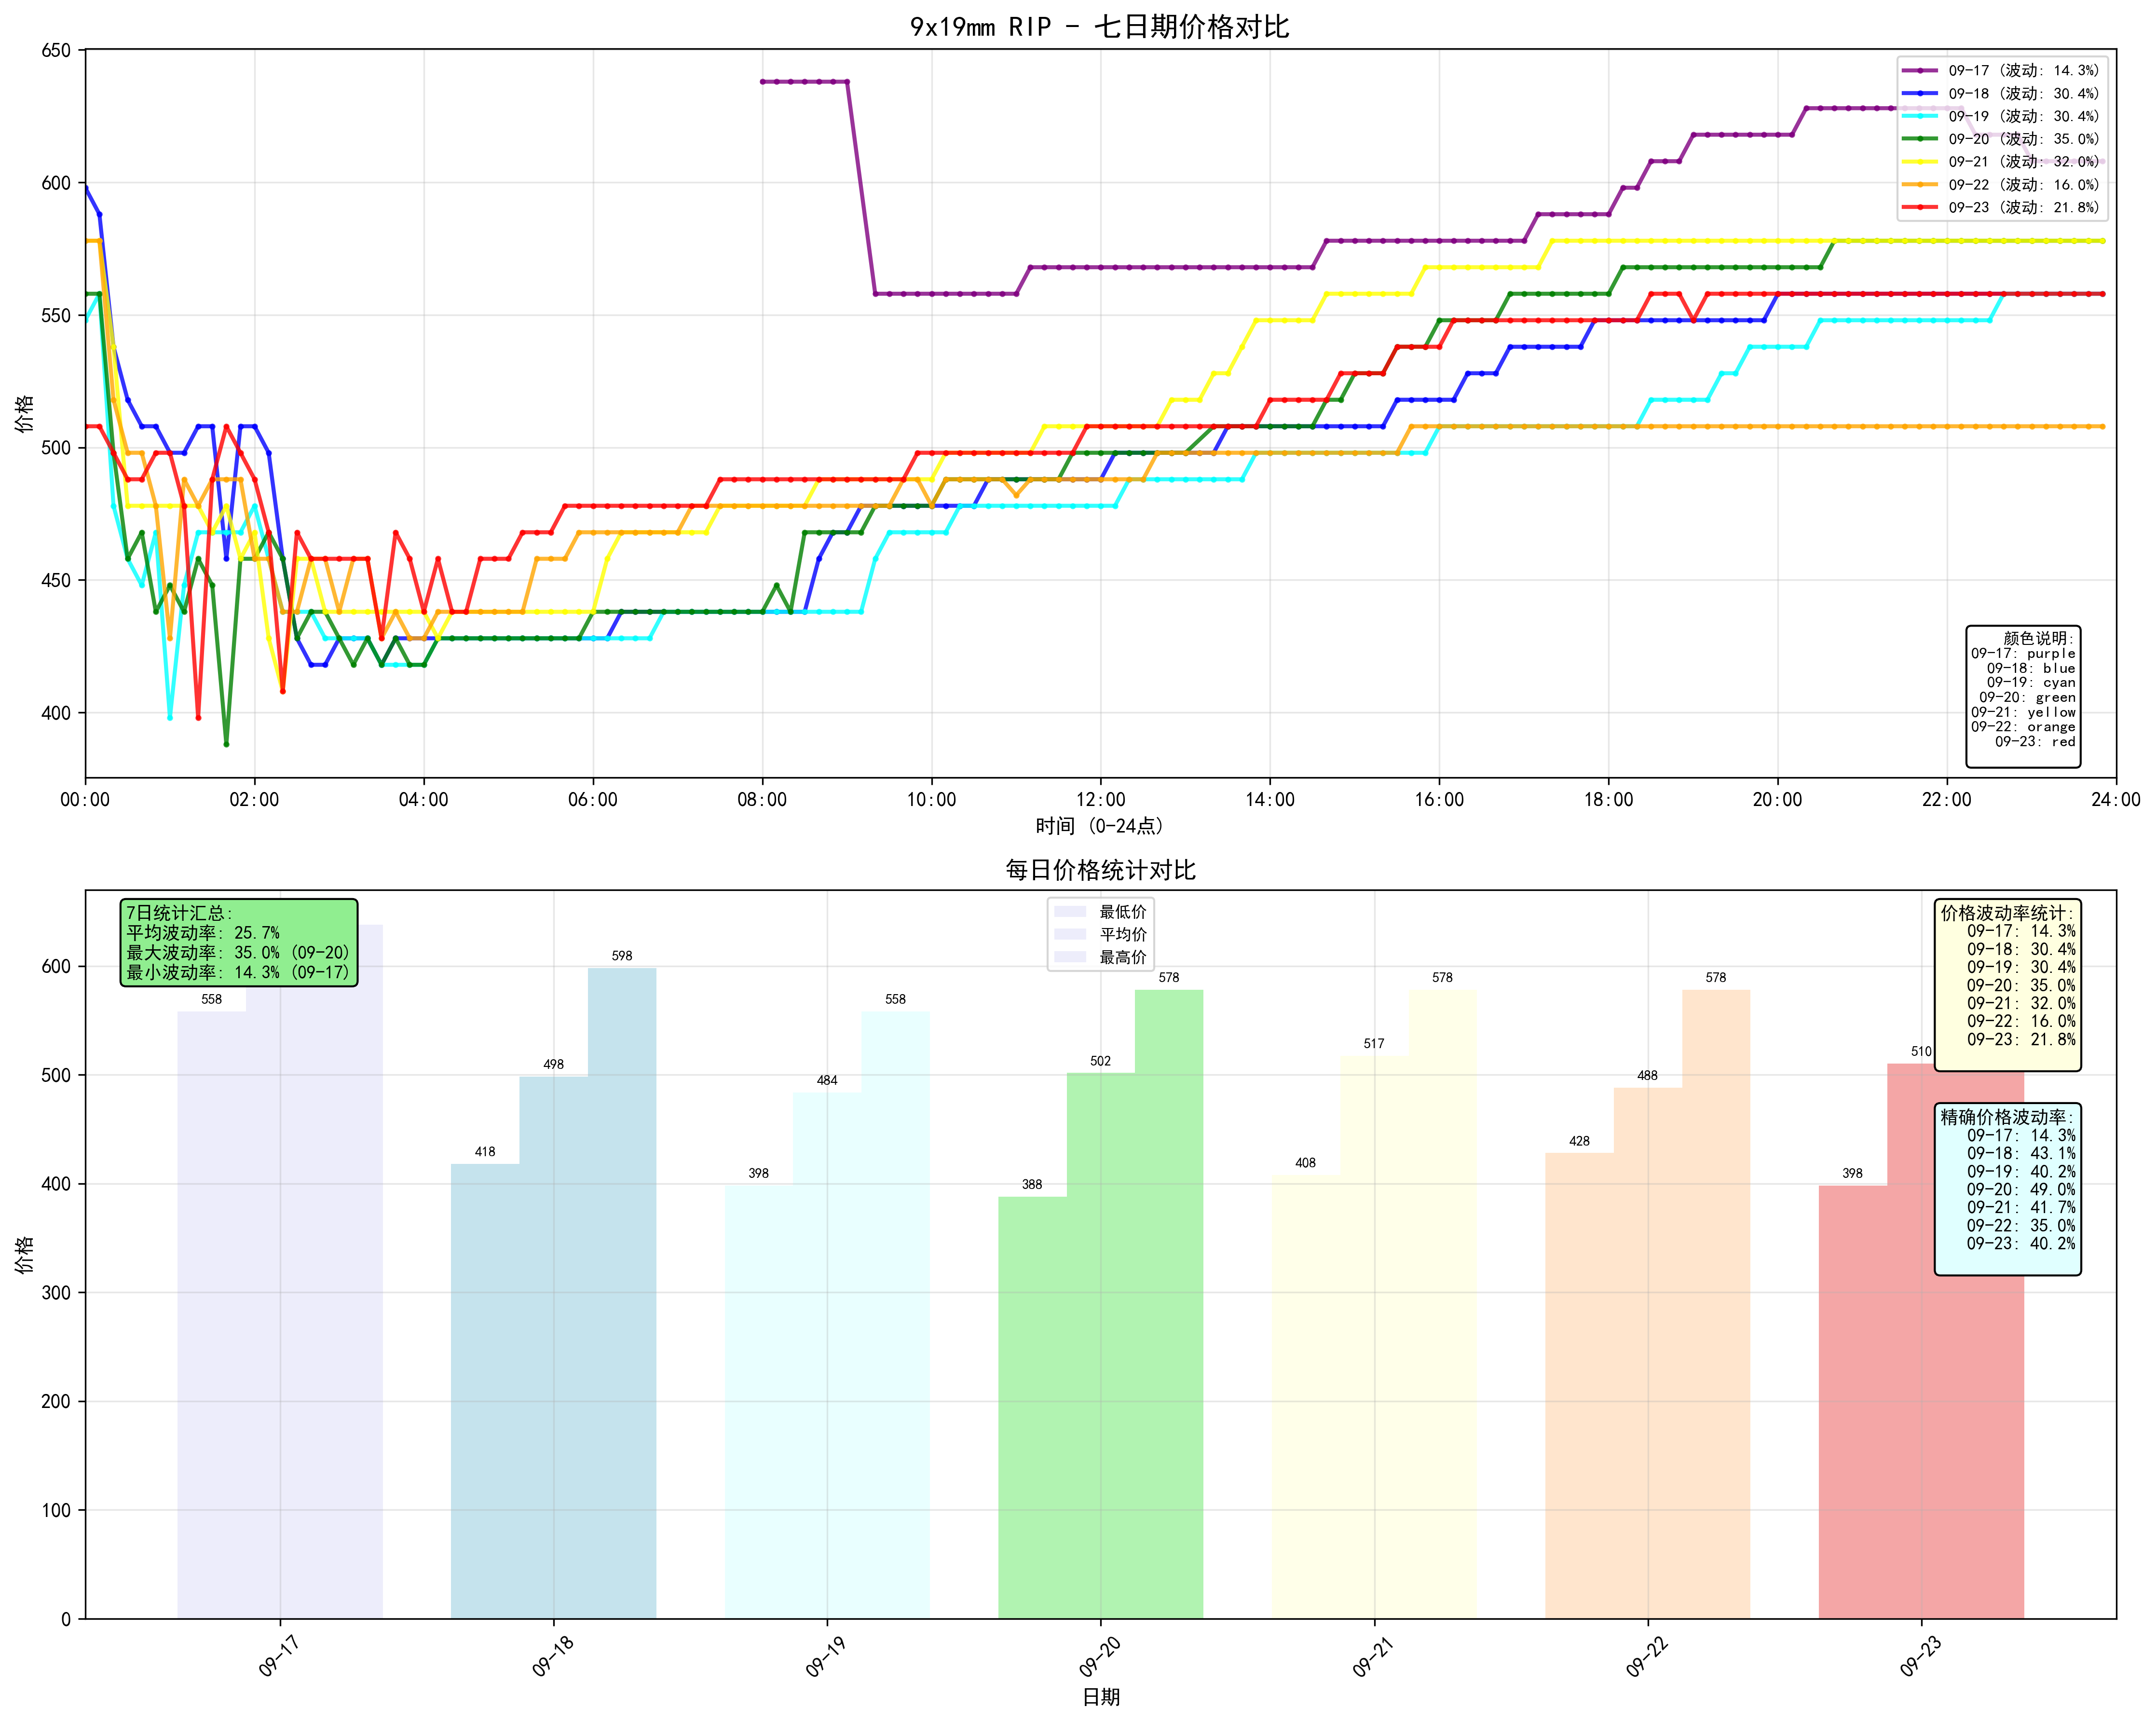 9x19mm RIP - 七日期价格对比
650
600
550
500
450
400
价格
09-17 (波动: 14.3%)
09-18 (波动: 30.4%)
09-19 (波动: 30.4%)
09-20 (波动: 35.0%)
09-21 (波动: 32.0%)
09-22 (波动: 16.0%)
09-23 (波动: 21.8%)
颜色说明:
09-17: purple
09-18: blue
09-19: cyan
09-20: green
09-21: yellow
09-22: orange
09-23: red
00:00 02:00 04:00 06:00 08:00 10:00 12:00 14:00 16:00 18:00 20:00 22:00 24:00
时间 (0-24点)
每日价格统计对比
600
500
400
300
200
100
0
价格
7日统计汇总:
平均波动率: 25.7%
最大波动率: 35.0% (09-20)
最小波动率: 14.3% (09-17)
最低价
平均价
最高价
价格波动率统计:
09-17: 14.3%
09-18: 30.4%
09-19: 30.4%
09-20: 35.0%
09-21: 32.0%
09-22: 16.0%
09-23: 21.8%
精确价格波动率:
09-17: 14.3%
09-18: 43.1%
09-19: 40.2%
09-20: 49.0%
09-21: 41.7%
09-22: 35.0%
09-23: 40.2%
558
418
498
598
398
484
558
388
502
578
408
517
578
428
488
578
398
510
09-17 09-18 09-19 09-20 09-21 09-22 09-23
日期